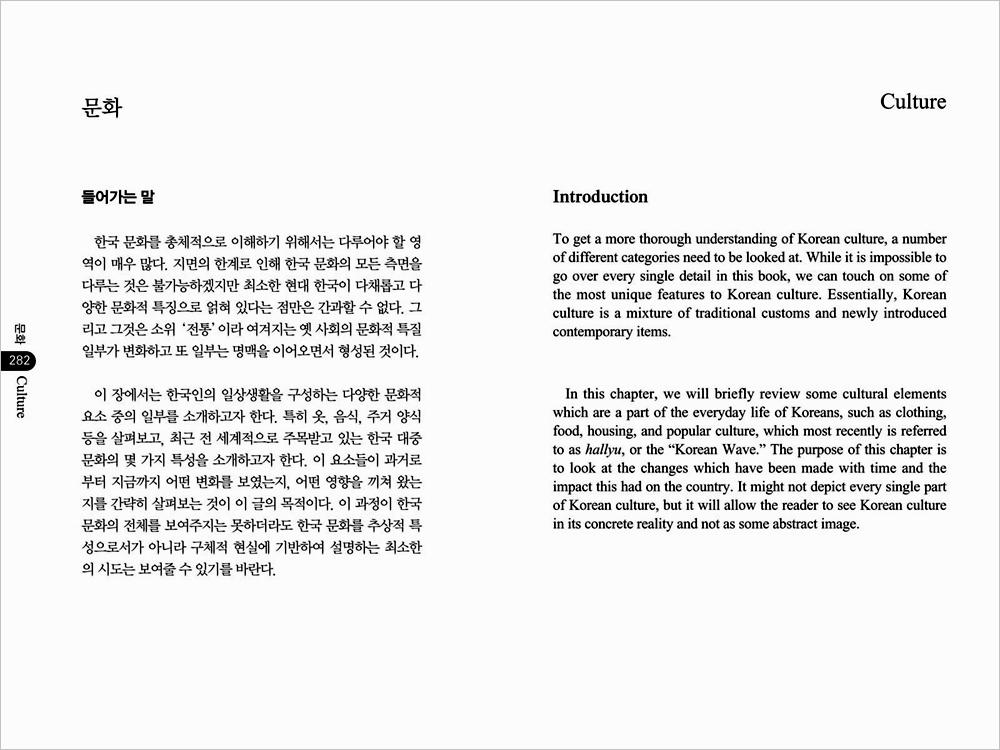 문화
들어가는 말
한국 문화를 총체적으로 이해하기 위해서는 다루어야 할 영
역이 매우 많다. 지면의 한계로 인해 한국 문화의 모든 측면을
다루는 것은 불가능하겠지만 최소한 현대 한국이 다채롭고 다
양한 문화적 특징으로 얽혀 있다는 점만은 간과할 수 없다. 그
리고 그것은 소위 ‘전통’이라 여겨지는 옛 사회의 문화적 특질
일부가 변화하고 또 일부는 명맥을 이어오면서 형성된 것이다.
이 장에서는 한국인의 일상생활을 구성하는 다양한 문화적
요소 중의 일부를 소개하고자 한다. 특히 옷, 음식, 주거 양식
등을 살펴보고, 최근 전 세계적으로 주목받고 있는 한국 대중
문화의 몇 가지 특성을 소개하고자 한다. 이 요소들이 과거로
부터 지금까지 어떤 변화를 보였는지, 어떤 영향을 끼쳐 왔는
지를 간략히 살펴보는 것이 이 글의 목적이다. 이 과정이 한국
문화의 전체를 보여주지는 못하더라도 한국 문화를 추상적 특
성으로서가 아니라 구체적 현실에 기반하여 설명하는 최소한
의 시도는 보여줄 수 있기를 바란다.
문화
282
Culture
Culture
Introduction
To get a more thorough understanding of Korean culture, a number
of different categories need to be looked at. While it is impossible to
go over every single detail in this book, we can touch on some of
the most unique features to Korean culture. Essentially, Korean
culture is a mixture of traditional customs and newly introduced
contemporary items.
In this chapter, we will briefly review some cultural elements
which are a part of the everyday life of Koreans, such as clothing,
food, housing, and popular culture, which most recently is referred
to as hallyu, or the “Korean Wave.” The purpose of this chapter is
to look at the changes which have been made with time and the
impact this had on the country. It might not depict every single part
of Korean culture, but it will allow the reader to see Korean culture
in its concrete reality and not as some abstract image.